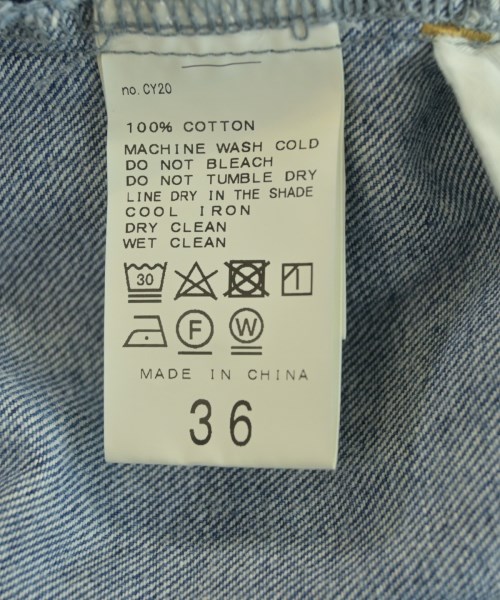 no. CY20
100% COTTON
MACHINE WASH COLD
DO NOT BLEACH
DO NOT TUMBLE DRY
LINE DRY IN THE SHADE
COOL IRON
DRY CLEAN
WET CLEAN
30
F W
MADE IN CHINA
36